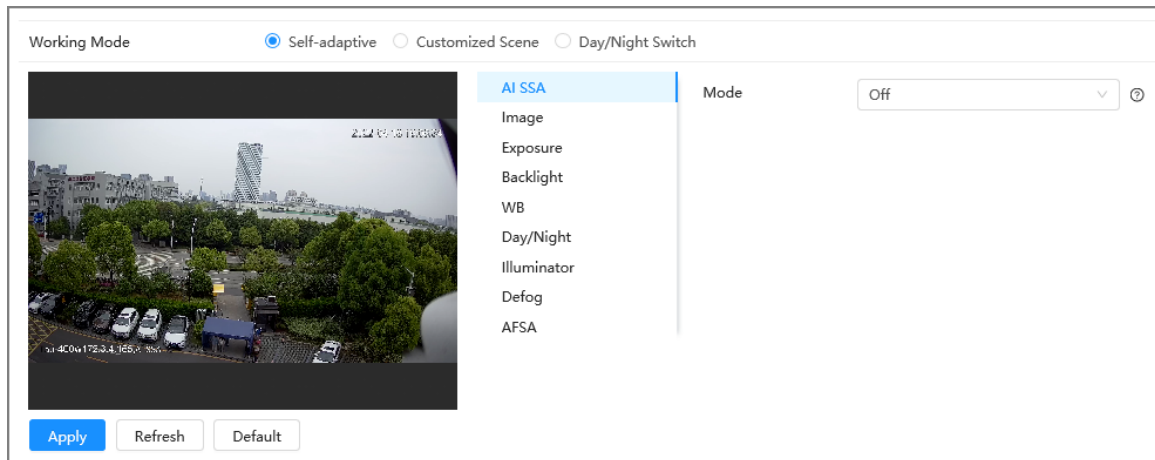 Working Mode
Self-adaptive
Customized Scene
Day/Night Switch
AI SSA
Image
Exposure
Backlight
WB
Day/Night
Illuminator
Defog
AFSA
Mode
Off
Apply
Refresh
Default